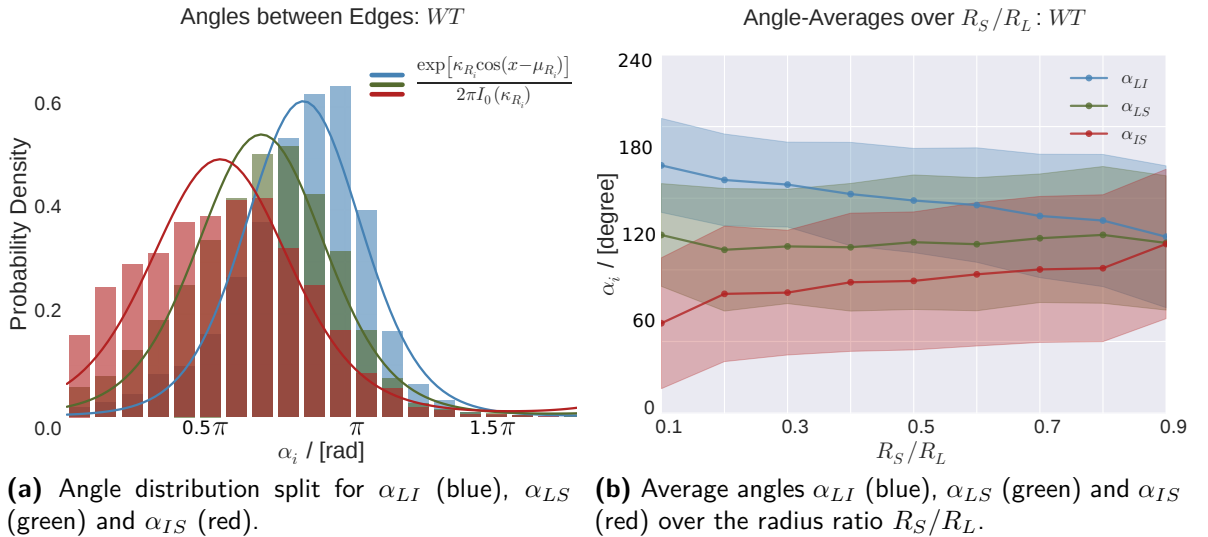 Angles between Edges: WT
exp[κ_{R_i} cos(x−μ_{R_i})]
2πI_0(κ_{R_i})
Probability Density
0.6
0.4
0.2
0.0
0.5π
π
1.5π
α_i / [rad]
(a) Angle distribution split for α_{LI} (blue), α_{LS}
(green) and α_{IS} (red).
Angle-Averages over R_S/R_L: WT
α_{LI}
α_{LS}
α_{IS}
α_i / [degree]
240
180
120
60
0
0.1
0.3
0.5
0.7
0.9
R_S/R_L
(b) Average angles α_{LI} (blue), α_{LS} (green) and α_{IS}
(red) over the radius ratio R_S/R_L.